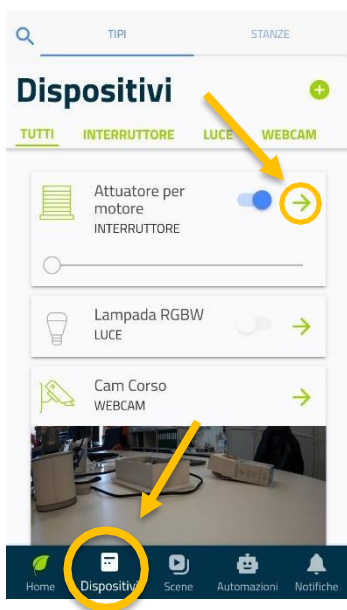 TIPI
STANZE
Dispositivi
TUTTI INTERRUTTORE LUCE WEBCAM
Attuatore per
motore
INTERRUTTORE
Lampada RGBW
LUCE
Cam Corso
WEBCAM
Home Dispositivi Scene Automazioni Notifiche